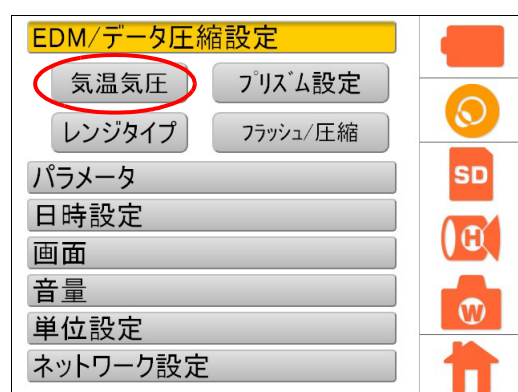 EDM/データ圧縮設定
気温気圧 プリズム設定
レンジタイプ フラッシュ/圧縮
パラメータ
日時設定
画面
音量
単位設定
ネットワーク設定
SD
H
W